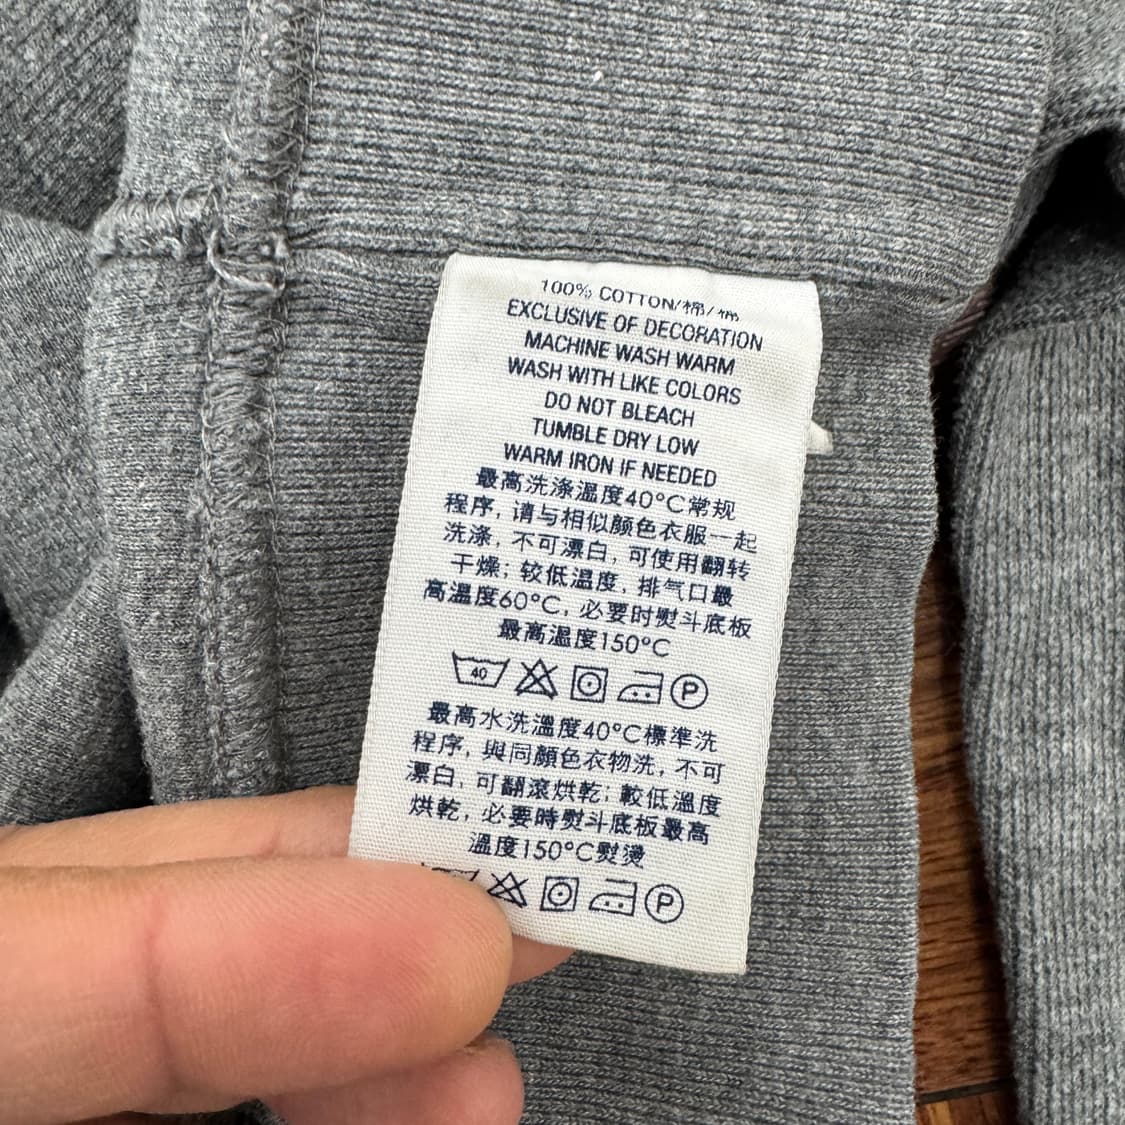 100% COTTON/棉/棉
EXCLUSIVE OF DECORATION
MACHINE WASH WARM
WASH WITH LIKE COLORS
DO NOT BLEACH
TUMBLE DRY LOW
WARM IRON IF NEEDED
最高洗涤温度40°C常规
程序, 请与相似颜色衣服一起
洗涤, 不可漂白, 可使用翻转
干燥; 较低温度, 排气口最
高温度60°C, 必要时熨斗底板
最高温度150°C
40 P
最高水洗溫度40°C標準洗
程序, 與同顏色衣物洗, 不可
漂白, 可翻滾烘乾; 較低溫度
烘乾, 必要時熨斗底板最高
溫度150°C熨燙
P